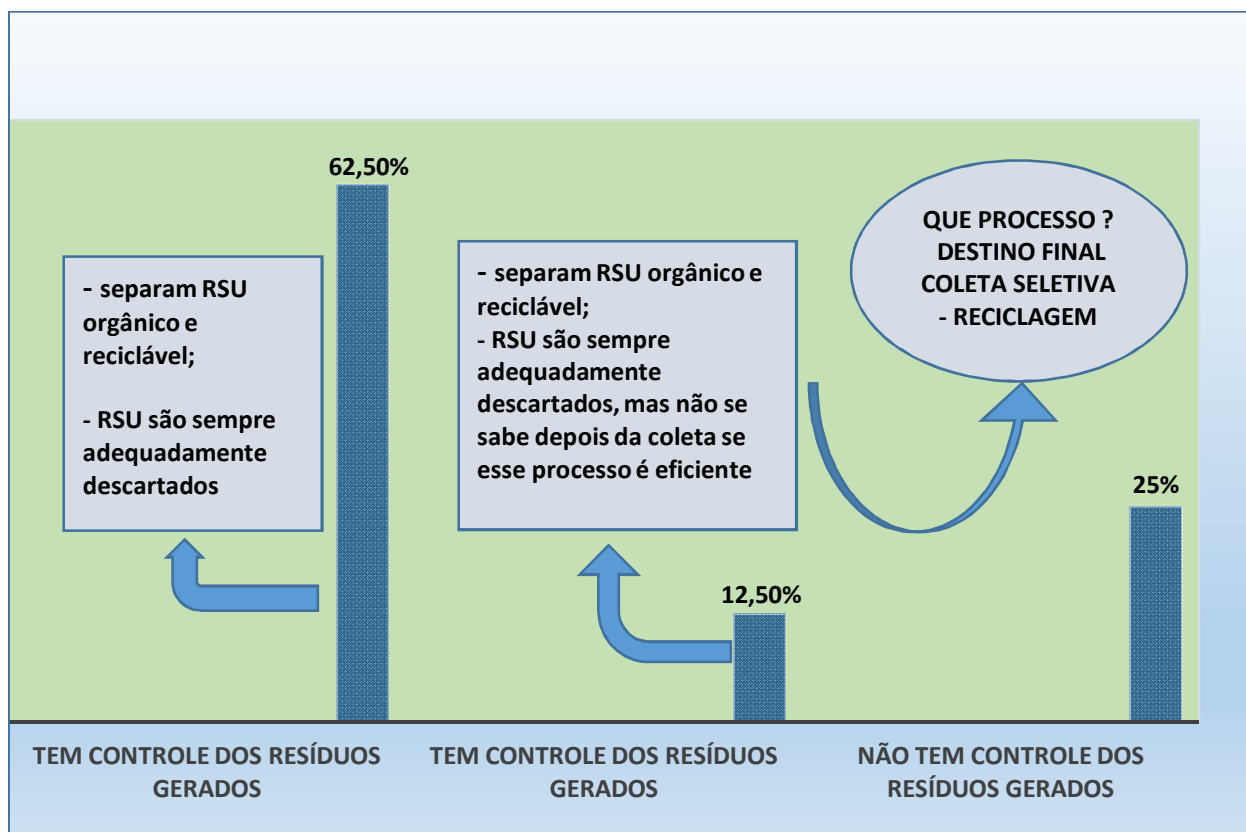 62,50%
- separam RSU
orgânico e
reciclável;
- RSU são sempre
adequadamente
descartados
- separam RSU orgânico e
reciclável;
- RSU são sempre
adequadamente
descartados, mas não se
sabe depois da coleta se
esse processo é eficiente
QUE PROCESSO ?
DESTINO FINAL
COLETA SELETIVA
- RECICLAGEM
12,50%
25%
TEM CONTROLE DOS RESÍDUOS
GERADOS
TEM CONTROLE DOS RESÍDUOS
GERADOS
NÃO TEM CONTROLE DOS
RESÍDUOS GERADOS